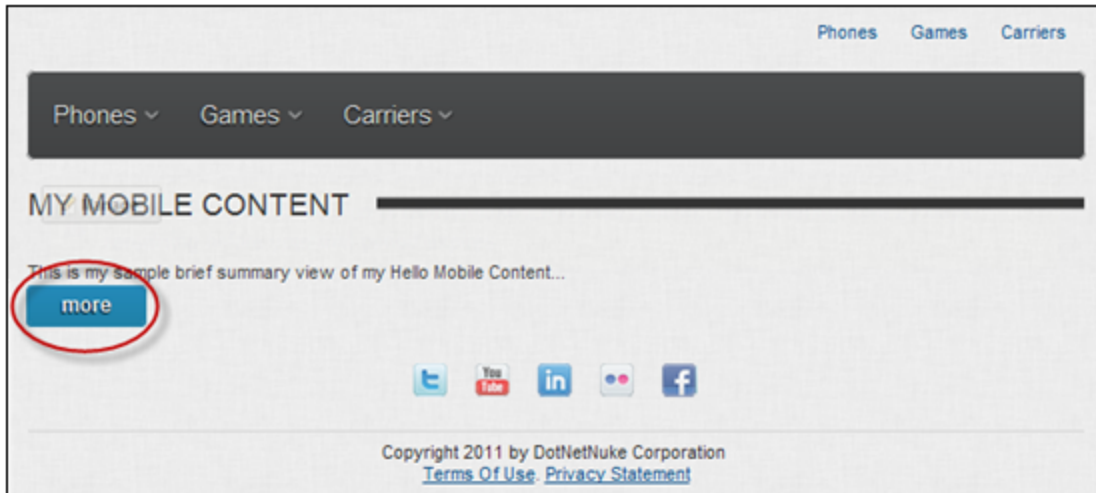 Phones Games Carriers
Phones Games Carriers
MY MOBILE CONTENT
This is my sample brief summary view of my Hello Mobile Content...
more
You Tube in f
Copyright 2011 by DotNetNuke Corporation
Terms Of Use. Privacy Statement